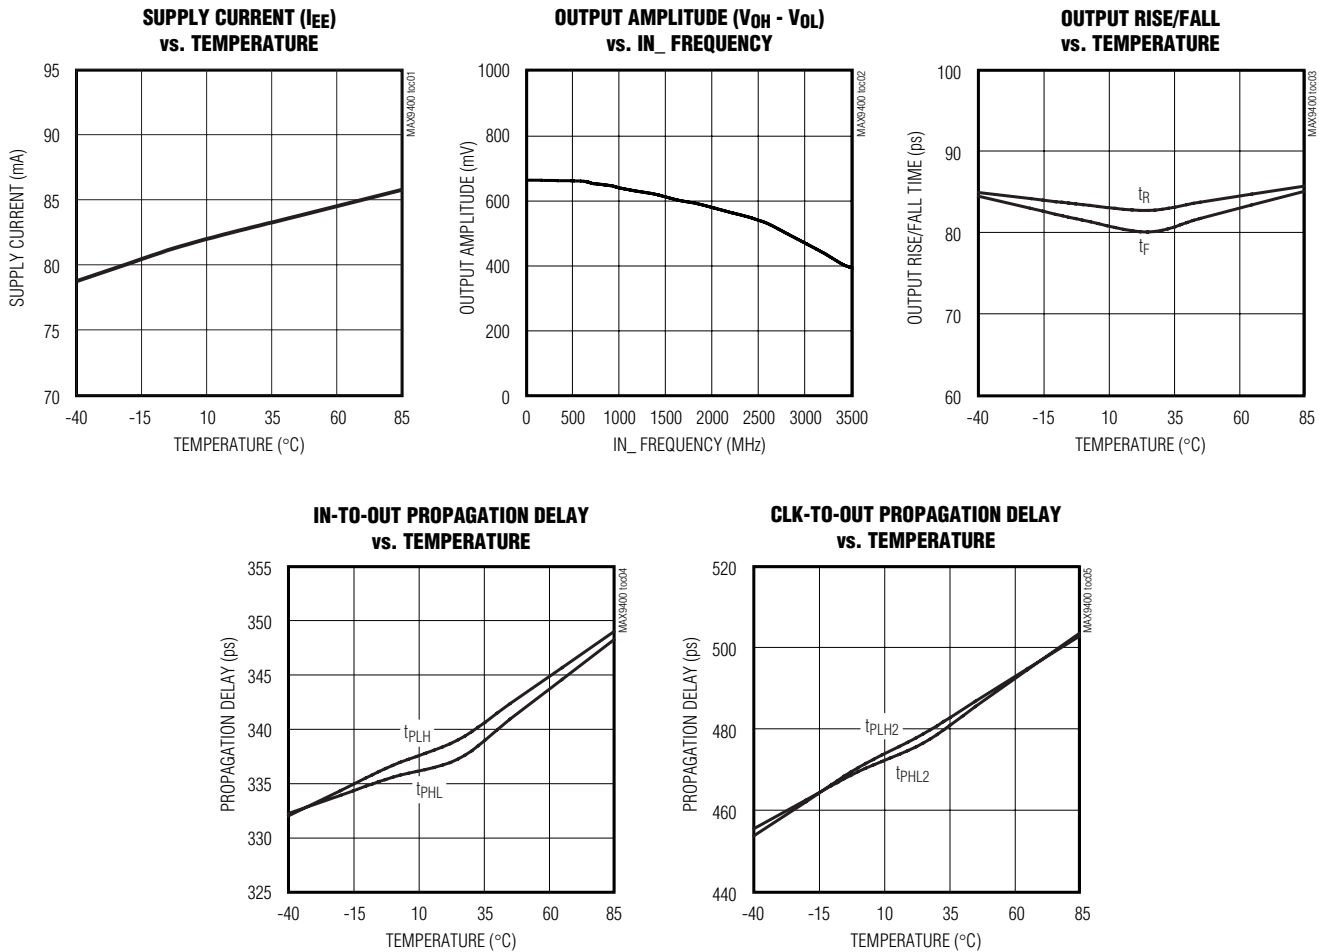 SUPPLY CURRENT (IEE)
vs. TEMPERATURE
MAX9400 toc01
SUPPLY CURRENT (mA)
95
90
85
80
75
70
-40 -15 10 35 60 85
TEMPERATURE (°C)
OUTPUT AMPLITUDE (VOH - VOL)
vs. IN_ FREQUENCY
MAX9400 toc02
OUTPUT AMPLITUDE (mV)
1000
800
600
400
200
0
0 500 1000 1500 2000 2500 3000 3500
IN_ FREQUENCY (MHz)
OUTPUT RISE/FALL
vs. TEMPERATURE
MAX9400 toc03
OUTPUT RISE/FALL TIME (ps)
100
90
80
70
60
tR
tF
-40 -15 10 35 60 85
TEMPERATURE (°C)
IN-TO-OUT PROPAGATION DELAY
vs. TEMPERATURE
MAX9400 toc04
PROPAGATION DELAY (ps)
355
350
345
340
335
330
325
tPLH
tPHL
-40 -15 10 35 60 85
TEMPERATURE (°C)
CLK-TO-OUT PROPAGATION DELAY
vs. TEMPERATURE
MAX9400 toc05
PROPAGATION DELAY (ps)
520
500
480
460
440
tPLH2
tPHL2
-40 -15 10 35 60 85
TEMPERATURE (°C)